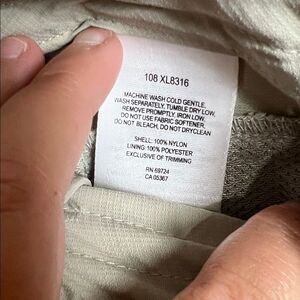 108 XL8316
MACHINE WASH COLD GENTLE,
WASH SEPARATELY, TUMBLE DRY LOW,
REMOVE PROMPTLY, IRON LOW,
DO NOT USE FABRIC SOFTENER,
DO NOT BLEACH, DO NOT DRYCLEAN
SHELL: 100% NYLON
LINING: 100% POLYESTER
EXCLUSIVE OF TRIMMING
RN 69724
CA 05367